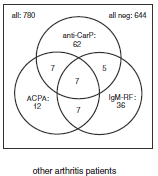 all: 780 all neg: 644
anti-CarP:
62
7 5
7
ACPA:
12
IgM-RF:
36
7
other arthritis patients